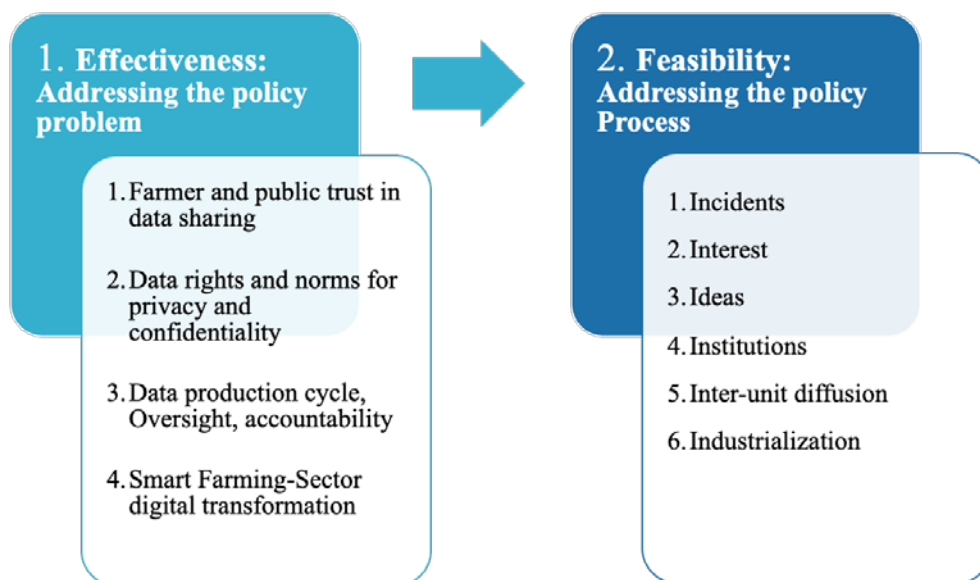 1. Effectiveness:
Addressing the policy
problem
1. Farmer and public trust in
data sharing
2. Data rights and norms for
privacy and
confidentiality
3. Data production cycle,
Oversight, accountability
4. Smart Farming-Sector
digital transformation
2. Feasibility:
Addressing the policy
Process
1. Incidents
2. Interest
3. Ideas
4. Institutions
5. Inter-unit diffusion
6. Industrialization